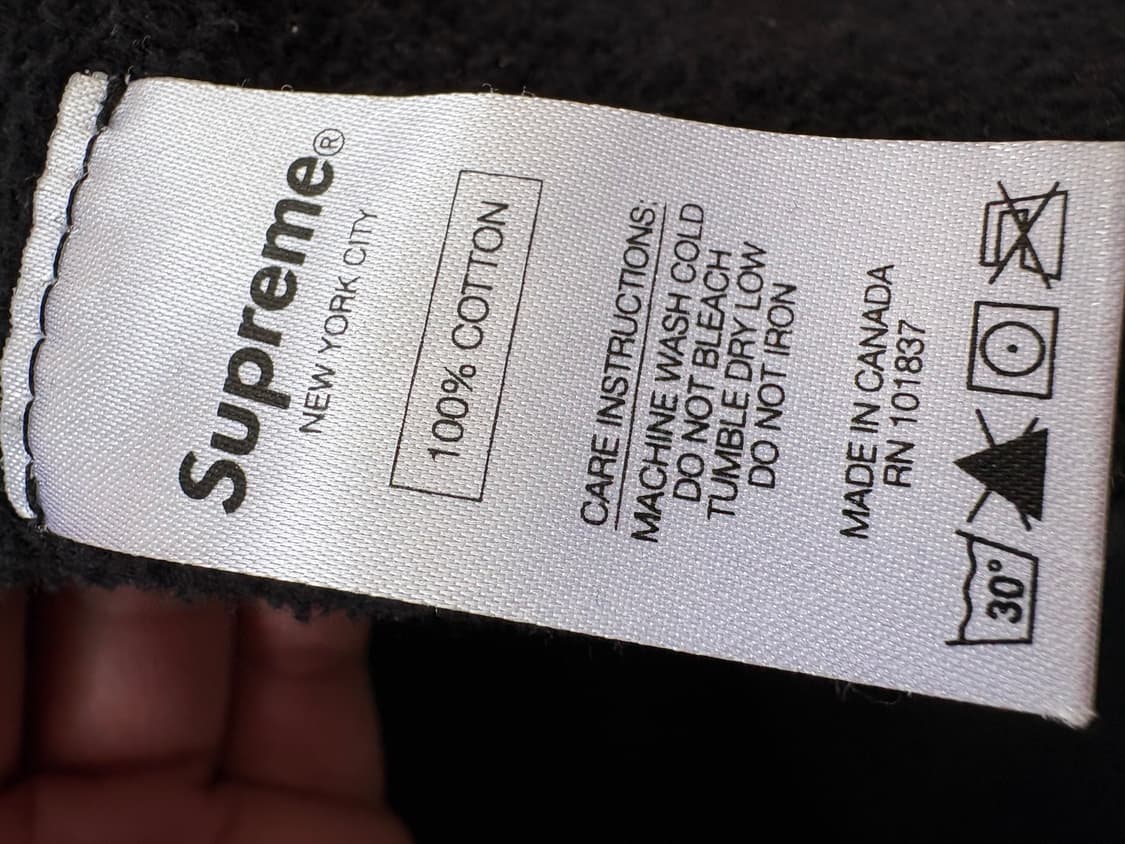 Supreme®
NEW YORK CITY
100% COTTON
CARE INSTRUCTIONS:
MACHINE WASH COLD
DO NOT BLEACH
TUMBLE DRY LOW
DO NOT IRON
MADE IN CANADA
RN 101837
30°